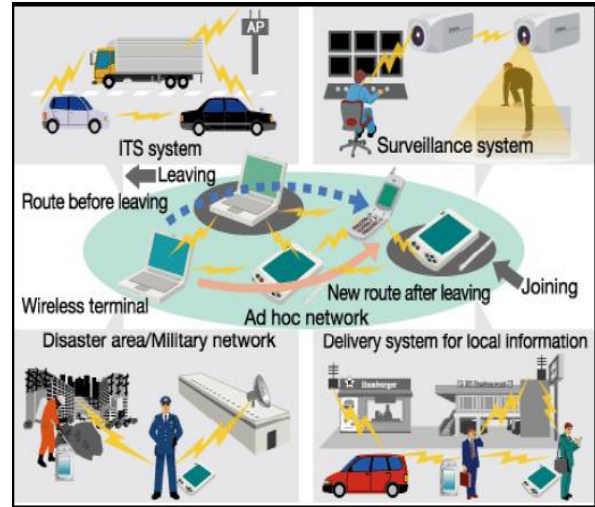 AP
ITS system
Surveillance system
Leaving
Route before leaving
Wireless terminal
New route after leaving
Joining
Ad hoc network
Disaster area/Military network
Delivery system for local information
Hamburger